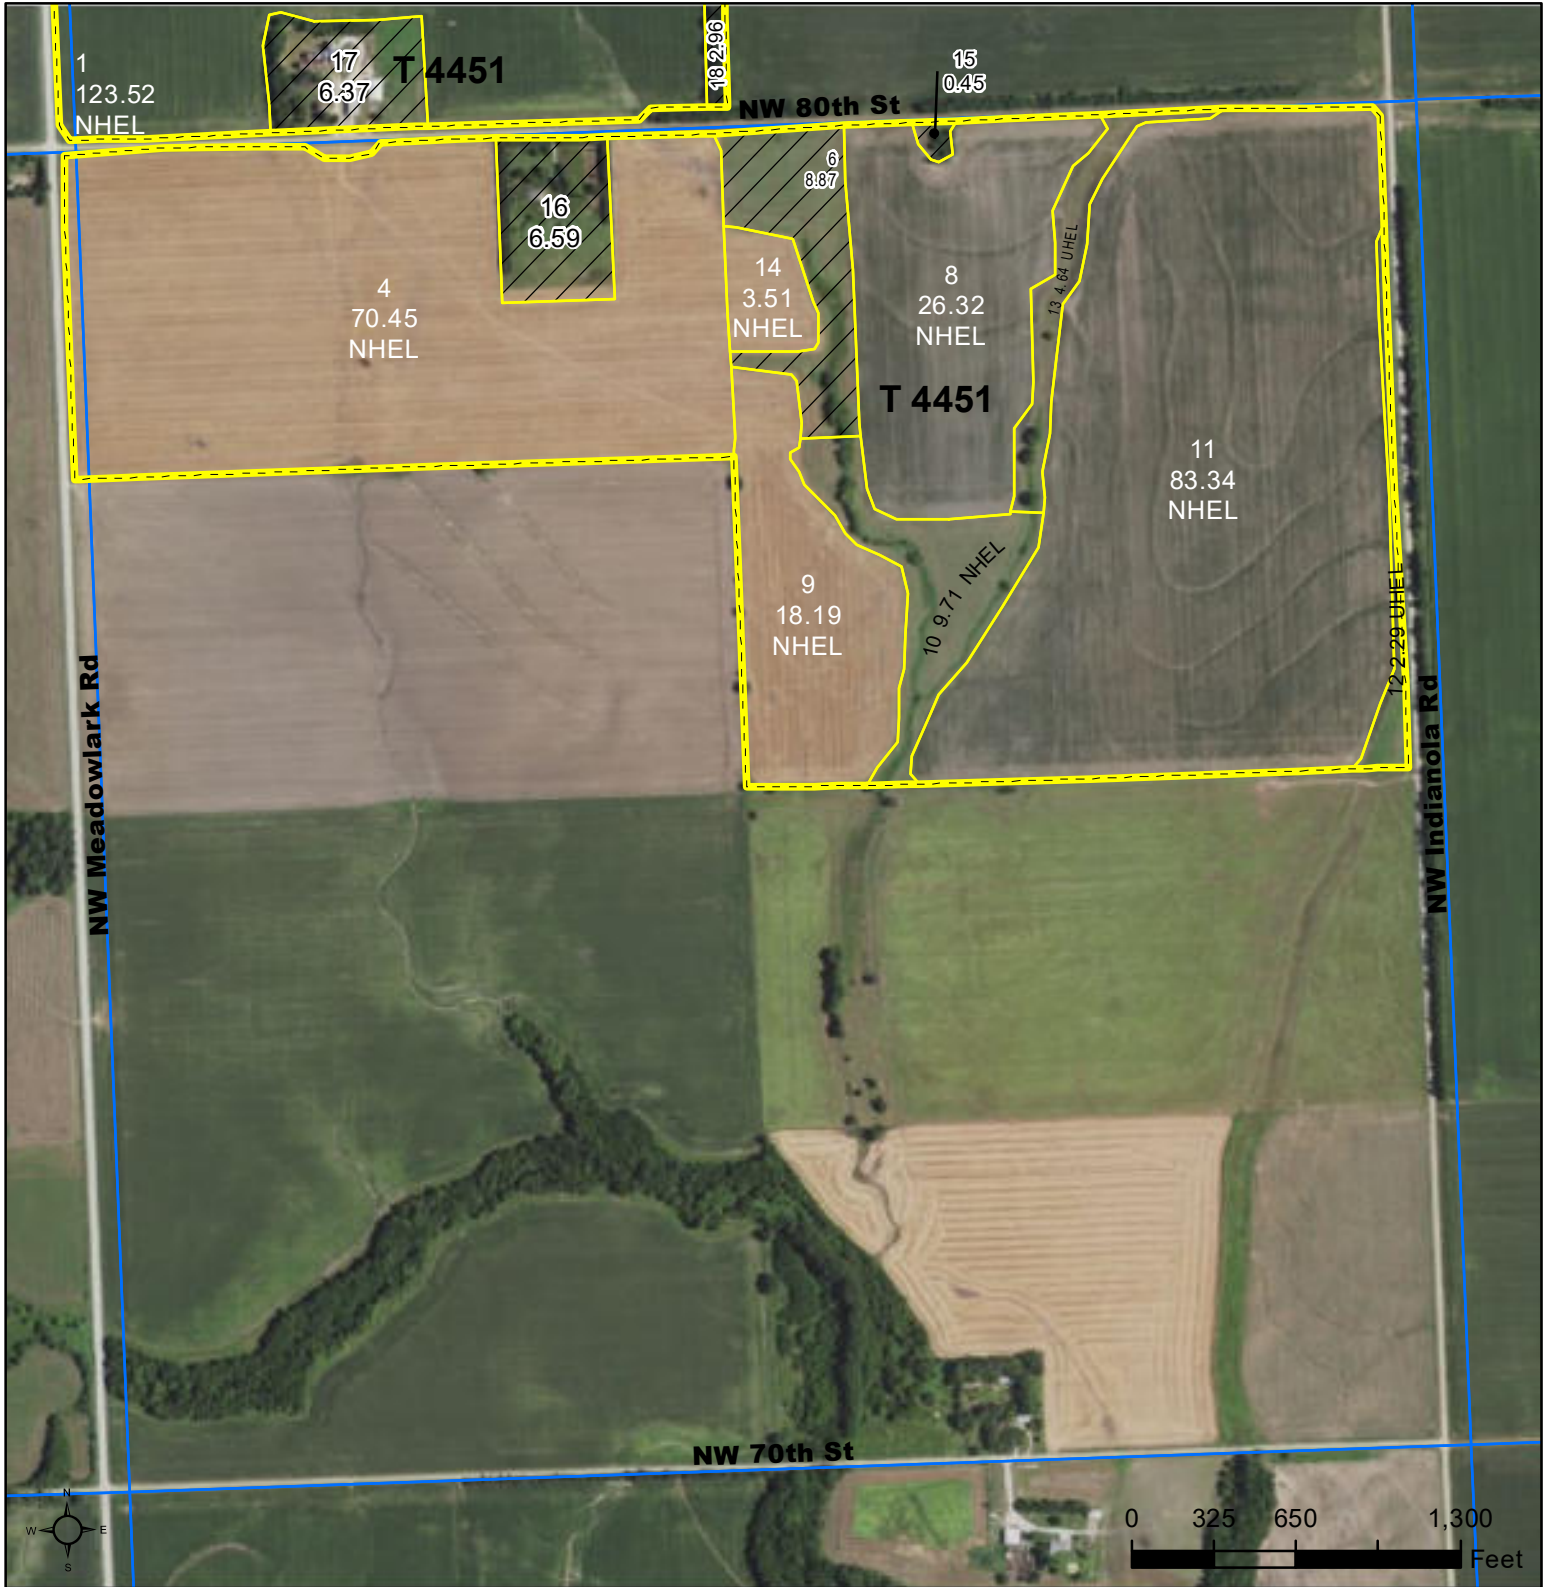 1
123.52
NHEL
17
6.37
T 4451
18 2.96
15
0.45
NW 80th St
6
8.87
16
6.59
4
70.45
NHEL
14
3.51
NHEL
8
26.32
NHEL
13 4.64 UHEL
T 4451
11
83.34
NHEL
9
18.19
NHEL
10 9.71 NHEL
12 2.29 UHEL
NW Meadowlark Rd
NW Indianola Rd
NW 70th St
N
W E
S
0 325 650 1,300
Feet